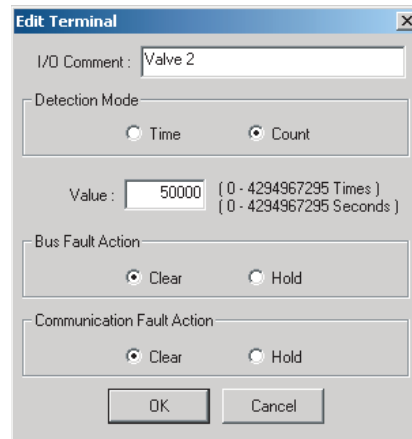 Edit Terminal
I/O Comment : Valve 2
Detection Mode
Time Count
Value : 50000 ( 0 - 4294967295 Times )
( 0 - 4294967295 Seconds )
Bus Fault Action
Clear Hold
Communication Fault Action
Clear Hold
OK Cancel